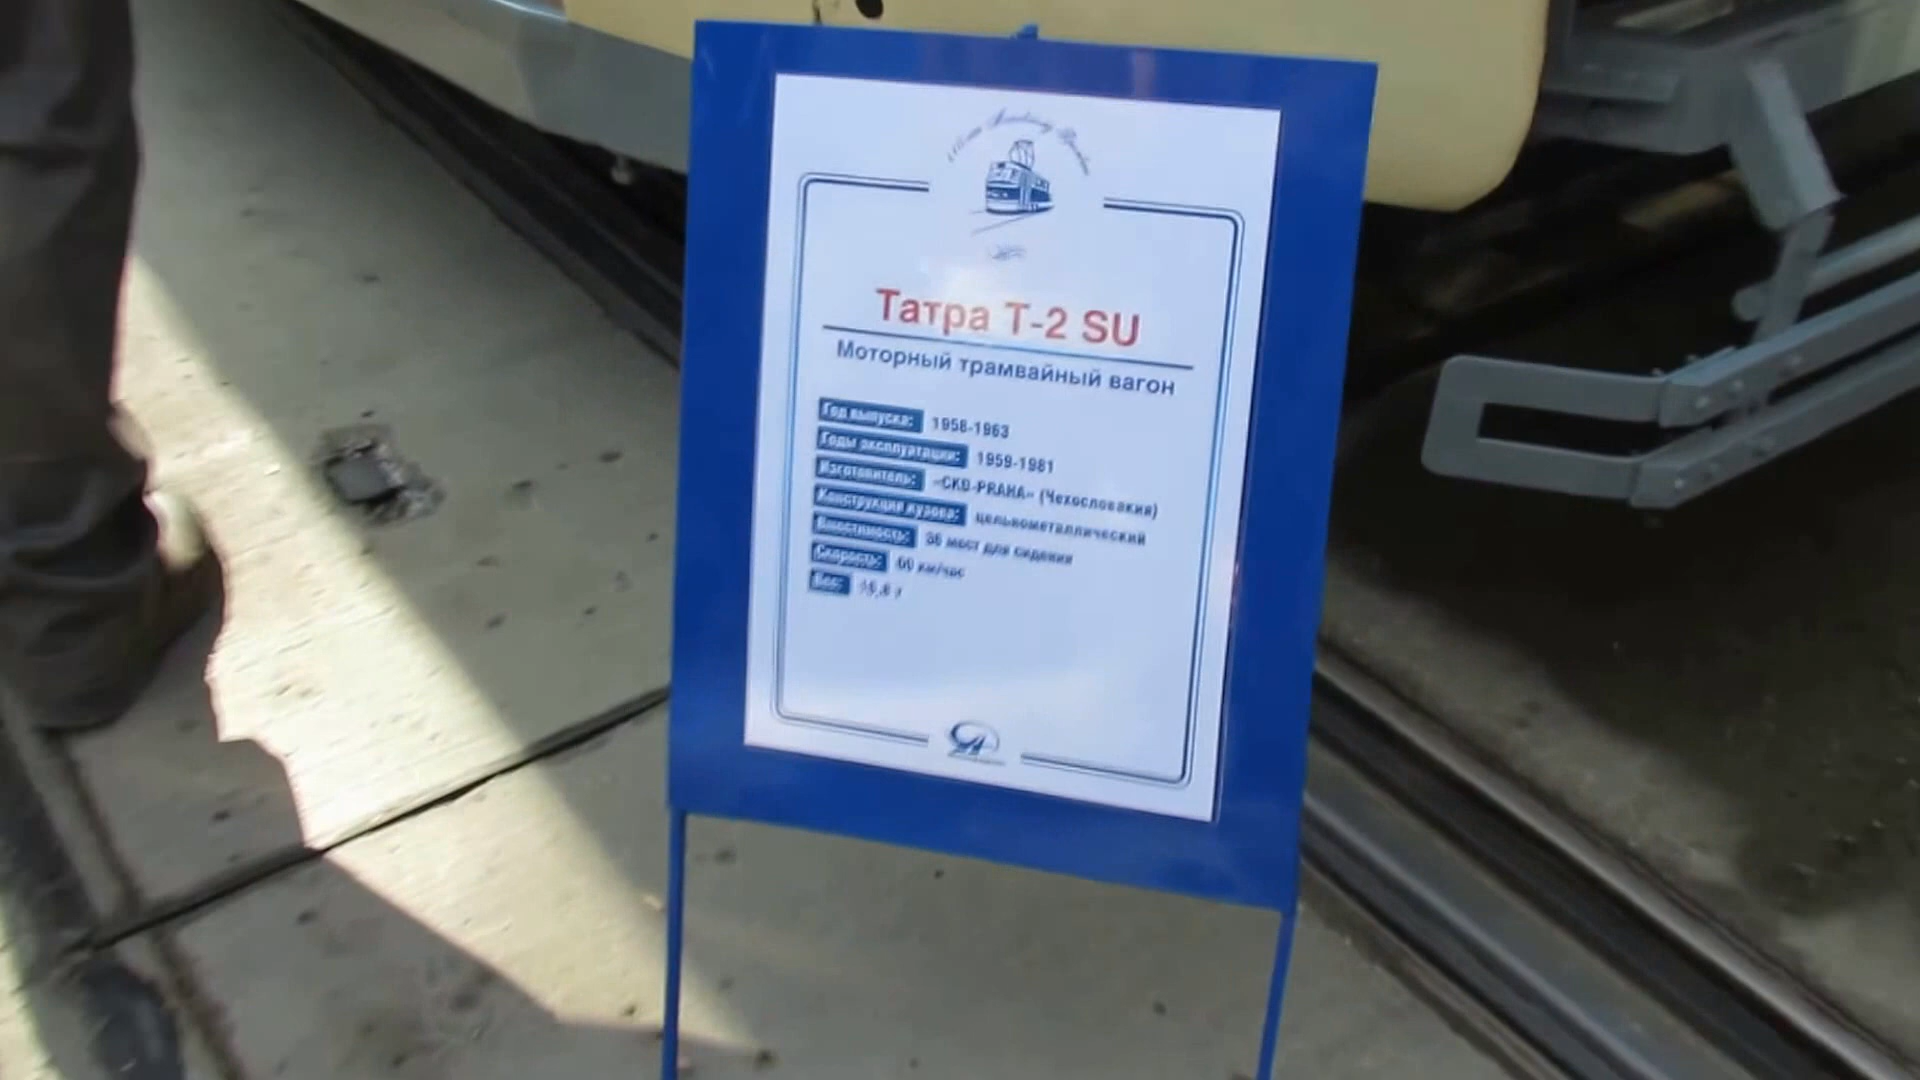 Татра Т-2 SU
Моторный трамвайный вагон
Год выпуска: 1958-1963
Годы эксплуатации: 1959-1981
Изготовитель: «CKD-PRAHA» (Чехословакия)
Конструкция кузова: цельнометаллический
Вместимость: 36 мест для сидения
Скорость: 60 км/час
Вес: